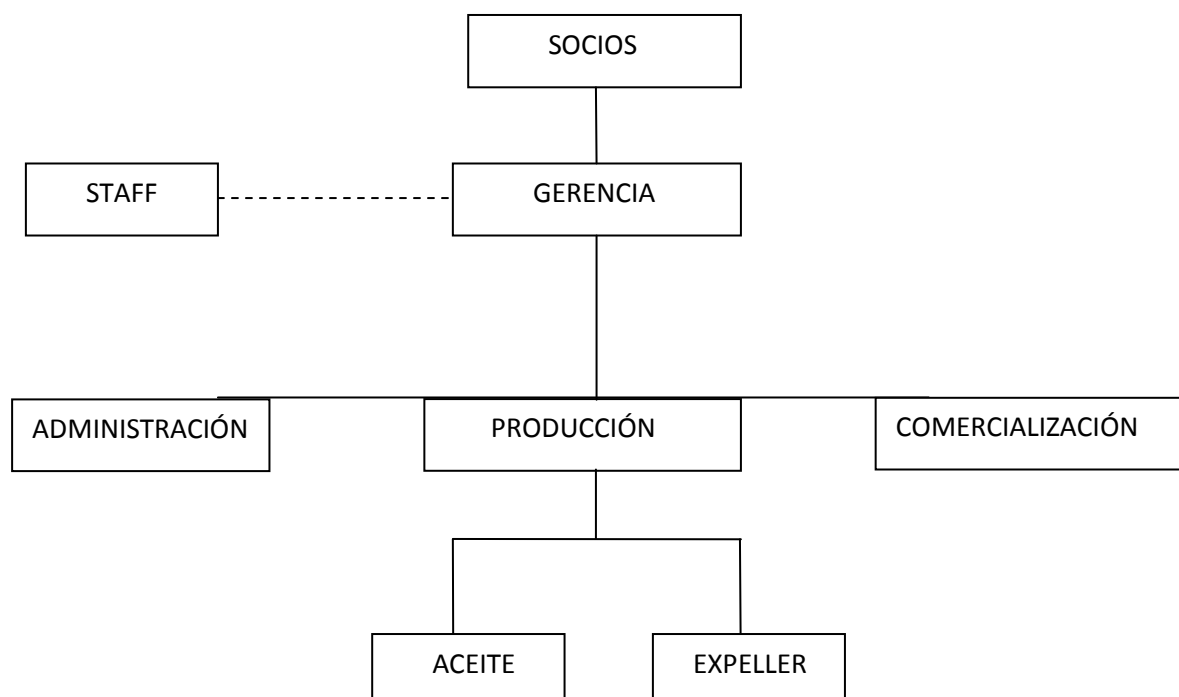 SOCIOS
STAFF
GERENCIA
ADMINISTRACIÓN
PRODUCCIÓN
COMERCIALIZACIÓN
ACEITE
EXPELLER